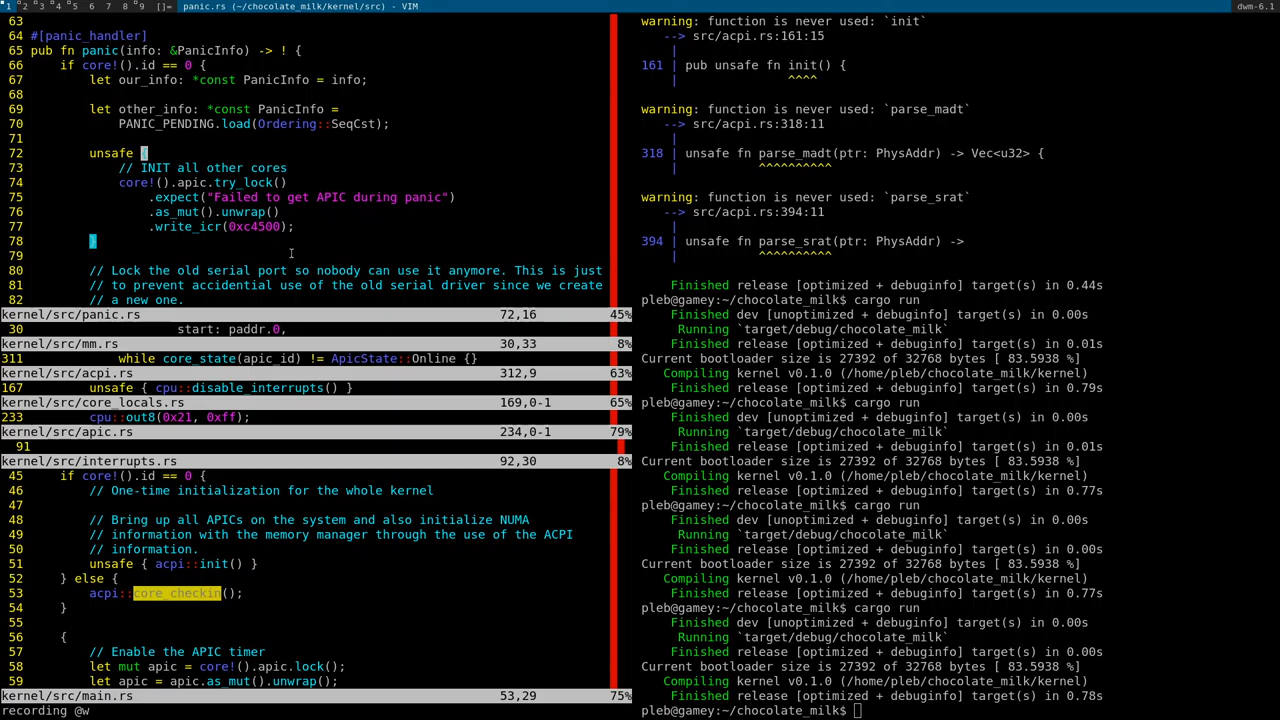 1 2 3 4 5 6 7 8 9 []= panic.rs (~/chocolate_milk/kernel/src) - VIM dwm-6.1
63
64 #[panic_handler]
65 pub fn panic(info: &PanicInfo) -> ! {
66     if core!().id == 0 {
67         let our_info: *const PanicInfo = info;
68
69         let other_info: *const PanicInfo =
70             PANIC_PENDING.load(Ordering::SeqCst);
71
72         unsafe {
73             // INIT all other cores
74             core!().apic.try_lock()
75                 .expect("Failed to get APIC during panic")
76                 .as_mut().unwrap()
77                 .write_icr(0xc4500);
78         }
79
80         // Lock the old serial port so nobody can use it anymore. This is just
81         // to prevent accidential use of the old serial driver since we create
82         // a new one.
kernel/src/panic.rs 72,16 45%
30                     start: paddr.0,
kernel/src/mm.rs 30,33 8%
311             while core_state(apic_id) != ApicState::Online {}
kernel/src/acpi.rs 312,9 63%
167         unsafe { cpu::disable_interrupts() }
kernel/src/core_locals.rs 169,0-1 65%
233         cpu::out8(0x21, 0xff);
kernel/src/apic.rs 234,0-1 79%
91
kernel/src/interrupts.rs 92,30 8%
45     if core!().id == 0 {
46         // One-time initialization for the whole kernel
47
48         // Bring up all APICs on the system and also initialize NUMA
49         // information with the memory manager through the use of the ACPI
50         // information.
51         unsafe { acpi::init() }
52     } else {
53         acpi::core_checkin();
54     }
55
56     {
57         // Enable the APIC timer
58         let mut apic = core!().apic.lock();
59         let apic = apic.as_mut().unwrap();
kernel/src/main.rs 53,29 75%
recording @w
warning: function is never used: `init`
--> src/acpi.rs:161:15
|
161 | pub unsafe fn init() {
| ^^^^
warning: function is never used: `parse_madt`
--> src/acpi.rs:318:11
|
318 | unsafe fn parse_madt(ptr: PhysAddr) -> Vec<u32> {
| ^^^^^^^^^^
warning: function is never used: `parse_srat`
--> src/acpi.rs:394:11
|
394 | unsafe fn parse_srat(ptr: PhysAddr) ->
| ^^^^^^^^^^
Finished release [optimized + debuginfo] target(s) in 0.44s
pleb@gamey:~/chocolate_milk$ cargo run
Finished dev [unoptimized + debuginfo] target(s) in 0.00s
Running `target/debug/chocolate_milk`
Finished release [optimized + debuginfo] target(s) in 0.01s
Current bootloader size is 27392 of 32768 bytes [ 83.5938 %]
Compiling kernel v0.1.0 (/home/pleb/chocolate_milk/kernel)
Finished release [optimized + debuginfo] target(s) in 0.79s
pleb@gamey:~/chocolate_milk$ cargo run
Finished dev [unoptimized + debuginfo] target(s) in 0.00s
Running `target/debug/chocolate_milk`
Finished release [optimized + debuginfo] target(s) in 0.01s
Current bootloader size is 27392 of 32768 bytes [ 83.5938 %]
Compiling kernel v0.1.0 (/home/pleb/chocolate_milk/kernel)
Finished release [optimized + debuginfo] target(s) in 0.77s
pleb@gamey:~/chocolate_milk$ cargo run
Finished dev [unoptimized + debuginfo] target(s) in 0.00s
Running `target/debug/chocolate_milk`
Finished release [optimized + debuginfo] target(s) in 0.00s
Current bootloader size is 27392 of 32768 bytes [ 83.5938 %]
Compiling kernel v0.1.0 (/home/pleb/chocolate_milk/kernel)
Finished release [optimized + debuginfo] target(s) in 0.77s
pleb@gamey:~/chocolate_milk$ cargo run
Finished dev [unoptimized + debuginfo] target(s) in 0.00s
Running `target/debug/chocolate_milk`
Finished release [optimized + debuginfo] target(s) in 0.00s
Current bootloader size is 27392 of 32768 bytes [ 83.5938 %]
Compiling kernel v0.1.0 (/home/pleb/chocolate_milk/kernel)
Finished release [optimized + debuginfo] target(s) in 0.78s
pleb@gamey:~/chocolate_milk$